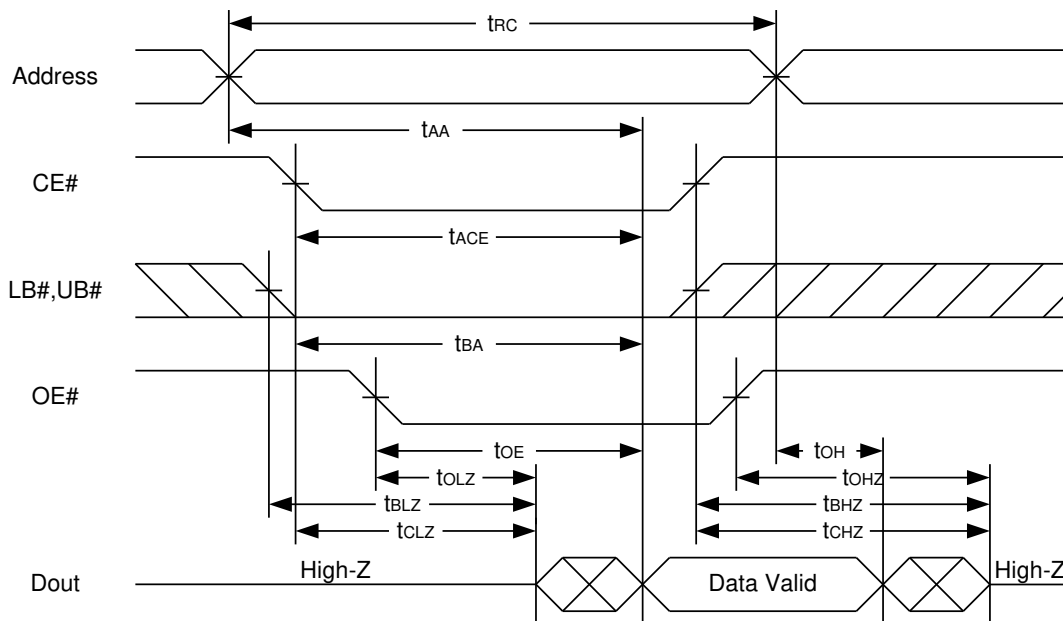 tRC
Address
tAA
CE#
tACE
LB#,UB#
tBA
OE#
tOE
tOH
tOLZ
tOHZ
tBLZ
tBHZ
tCLZ
tCHZ
Dout
High-Z
Data Valid
High-Z